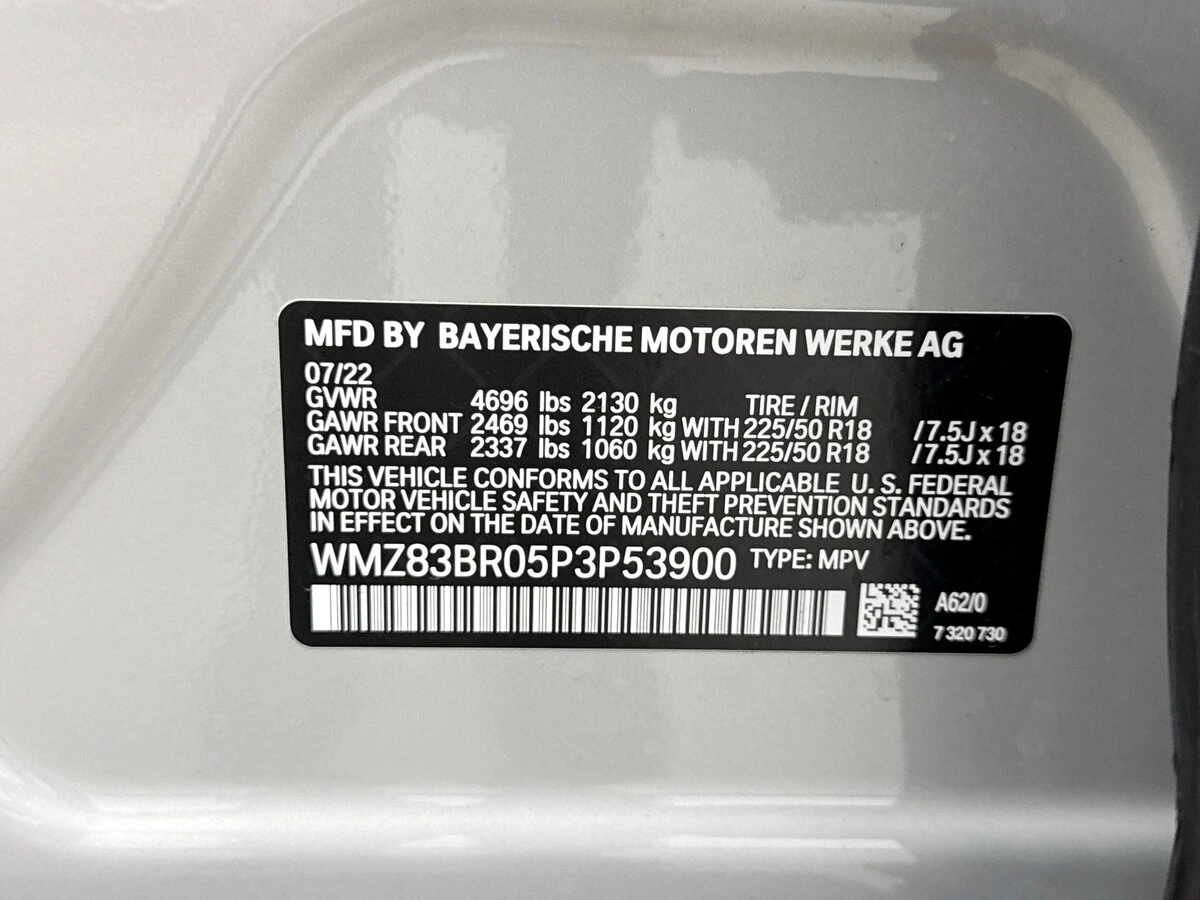 MFD BY BAYERISCHE MOTOREN WERKE AG
07/22
GVWR 4696 lbs 2130 kg TIRE / RIM
GAWR FRONT 2469 lbs 1120 kg WITH 225/50 R18 /7.5J x 18
GAWR REAR 2337 lbs 1060 kg WITH 225/50 R18 /7.5J x 18
THIS VEHICLE CONFORMS TO ALL APPLICABLE U. S. FEDERAL
MOTOR VEHICLE SAFETY AND THEFT PREVENTION STANDARDS
IN EFFECT ON THE DATE OF MANUFACTURE SHOWN ABOVE.
WMZ83BR05P3P53900 TYPE: MPV
A62/0
7 320 730